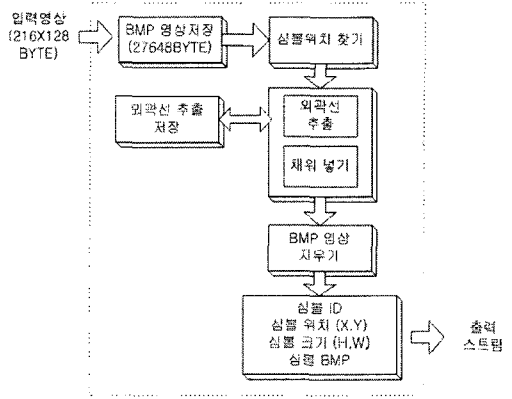 입력영상
(216X128
BYTE)
BMP 영상저장
(27648BYTE)
심볼위치 찾기
외곽선 추출
저장
외곽선
추출
채워 넣기
BMP 영상
지우기
심볼 ID
심볼 위치 (X,Y)
심볼 크기 (H,W)
심볼 BMP
출력
스트림